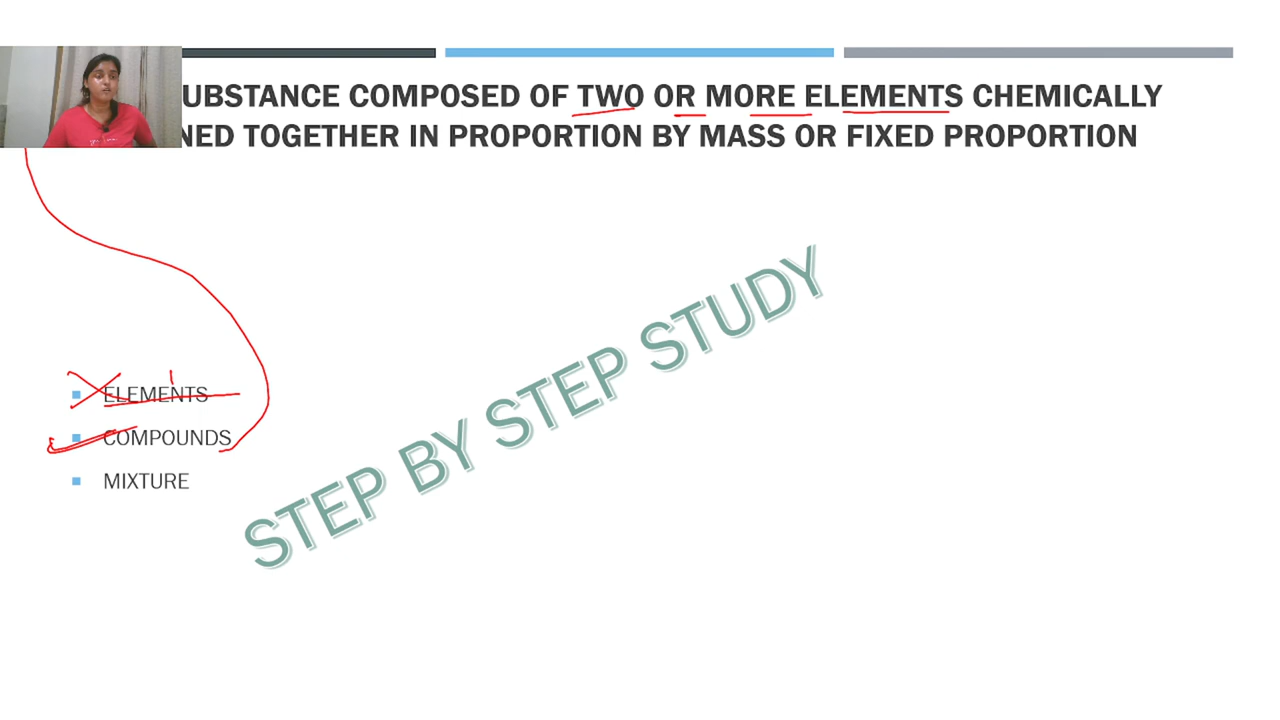 UBSTANCE COMPOSED OF TWO OR MORE ELEMENTS CHEMICALLY
NED TOGETHER IN PROPORTION BY MASS OR FIXED PROPORTION
ELEMENTS
COMPOUNDS
MIXTURE
STEP BY STEP STUDY